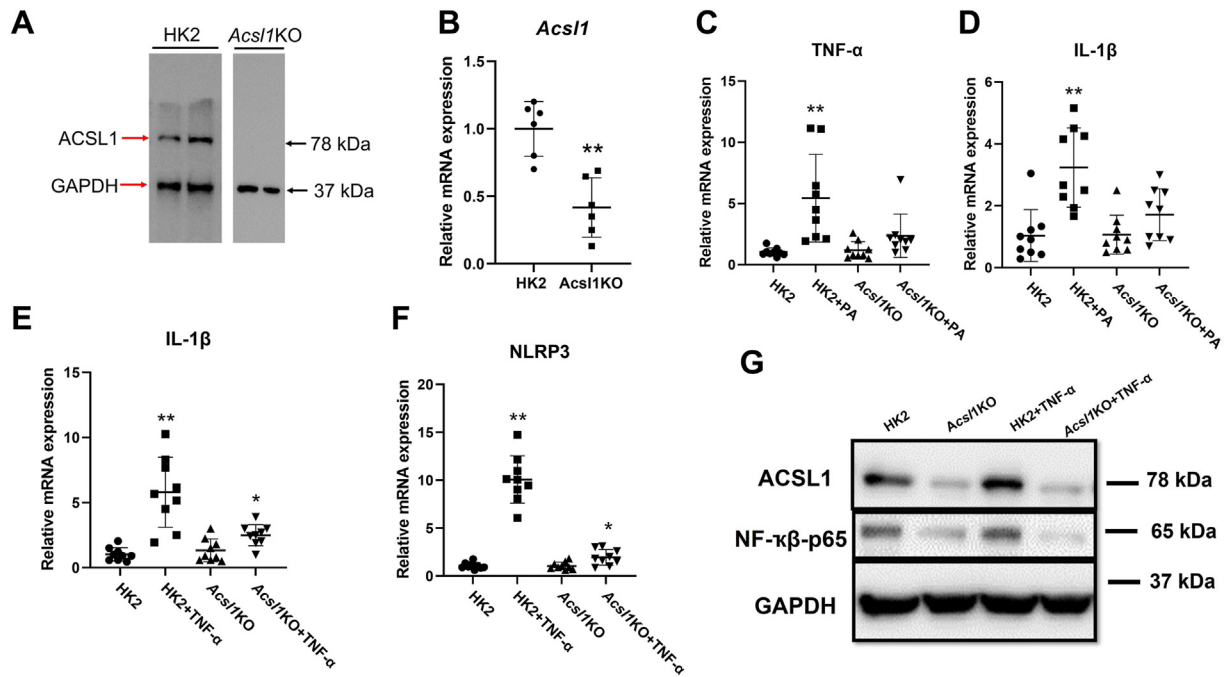 A
HK2
Acsl1KO
ACSL1
78 kDa
GAPDH
37 kDa
B
Acsl1
Relative mRNA expression
1.5
1.0
0.5
0.0
**
HK2
Acsl1KO
C
TNF-α
Relative mRNA expression
15
10
5
0
**
HK2
HK2+PA
Acsl1KO
Acsl1KO+PA
D
IL-1β
Relative mRNA expression
6
4
2
0
**
HK2
HK2+PA
Acsl1KO
Acsl1KO+PA
E
IL-1β
Relative mRNA expression
15
10
5
0
**
*
HK2
HK2+TNF-α
Acsl1KO
Acsl1KO+TNF-α
F
NLRP3
Relative mRNA expression
20
15
10
5
0
**
*
HK2
HK2+TNF-α
Acsl1KO
Acsl1KO+TNF-α
G
HK2
Acsl1KO
HK2+TNF-α
Acsl1KO+TNF-α
ACSL1
78 kDa
NF-κβ-p65
65 kDa
37 kDa
GAPDH